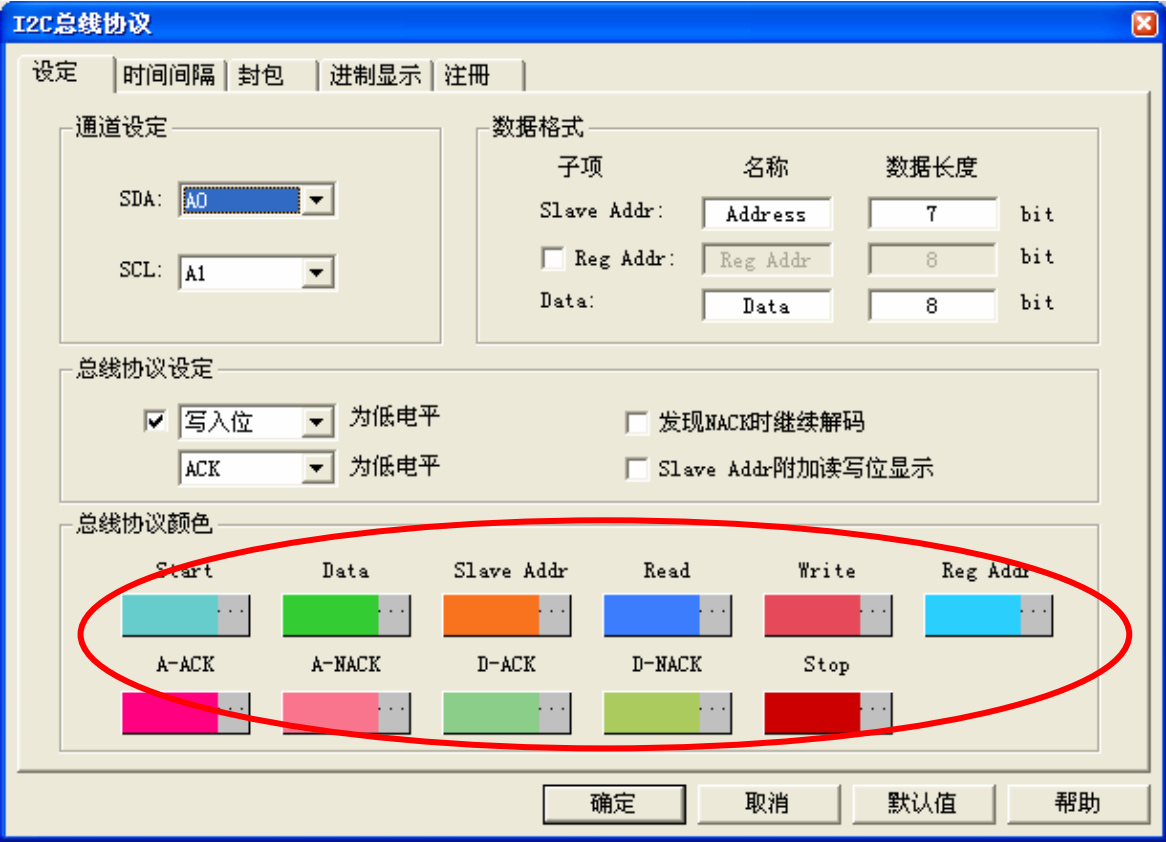 I2C总线协议
设定 时间间隔 封包 进制显示 注册
通道设定
SDA: A0
SCL: A1
数据格式
子项 名称 数据长度
Slave Addr: Address 7 bit
Reg Addr: Reg Addr 8 bit
Data: Data 8 bit
总线协议设定
写入位 为低电平 发现NACK时继续解码
ACK 为低电平 Slave Addr附加读写位显示
总线协议颜色
Start Data Slave Addr Read Write Reg Addr
... ... ... ... ... ...
A-ACK A-NACK D-ACK D-NACK Stop
... ... ... ... ...
确定 取消 默认值 帮助